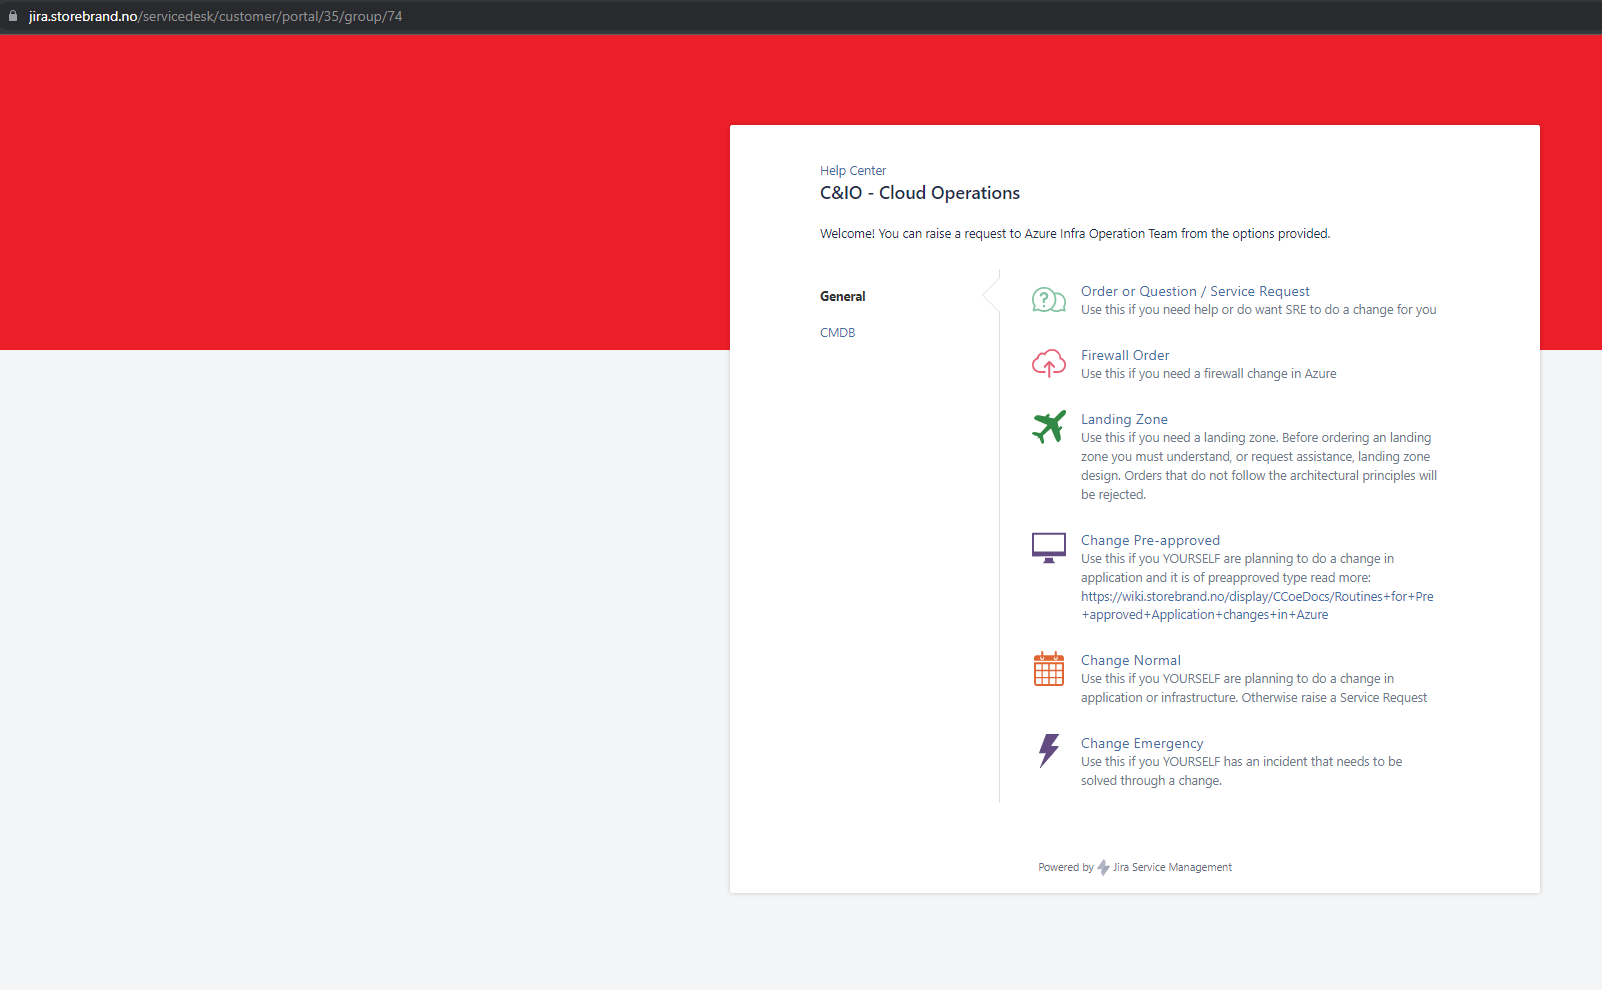 jira.storebrand.no/servicedesk/customer/portal/35/group/74
Help Center
C&IO - Cloud Operations
Welcome! You can raise a request to Azure Infra Operation Team from the options provided.
General
CMDB
Order or Question / Service Request
Use this if you need help or do want SRE to do a change for you
Firewall Order
Use this if you need a firewall change in Azure
Landing Zone
Use this if you need a landing zone. Before ordering an landing
zone you must understand, or request assistance, landing zone
design. Orders that do not follow the architectural principles will
be rejected.
Change Pre-approved
Use this if you YOURSELF are planning to do a change in
application and it is of preapproved type read more:
https://wiki.storebrand.no/display/CCoeDocs/Routines+for+Pre
+approved+Application+changes+in+Azure
Change Normal
Use this if you YOURSELF are planning to do a change in
application or infrastructure. Otherwise raise a Service Request
Change Emergency
Use this if you YOURSELF has an incident that needs to be
solved through a change.
Powered by Jira Service Management